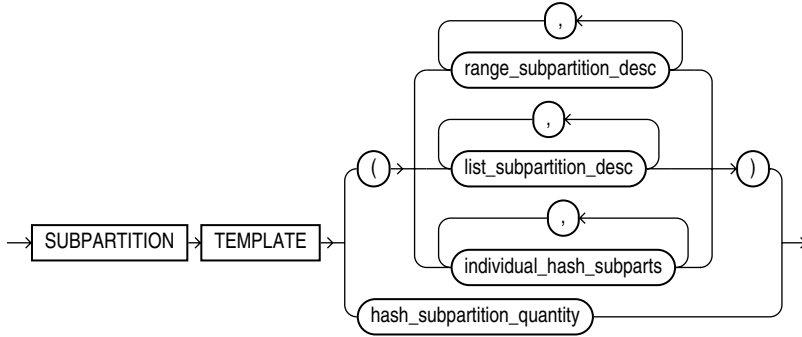 ,
range_subpartition_desc
,
( list_subpartition_desc )
SUBPARTITION TEMPLATE
,
individual_hash_subparts
hash_subpartition_quantity